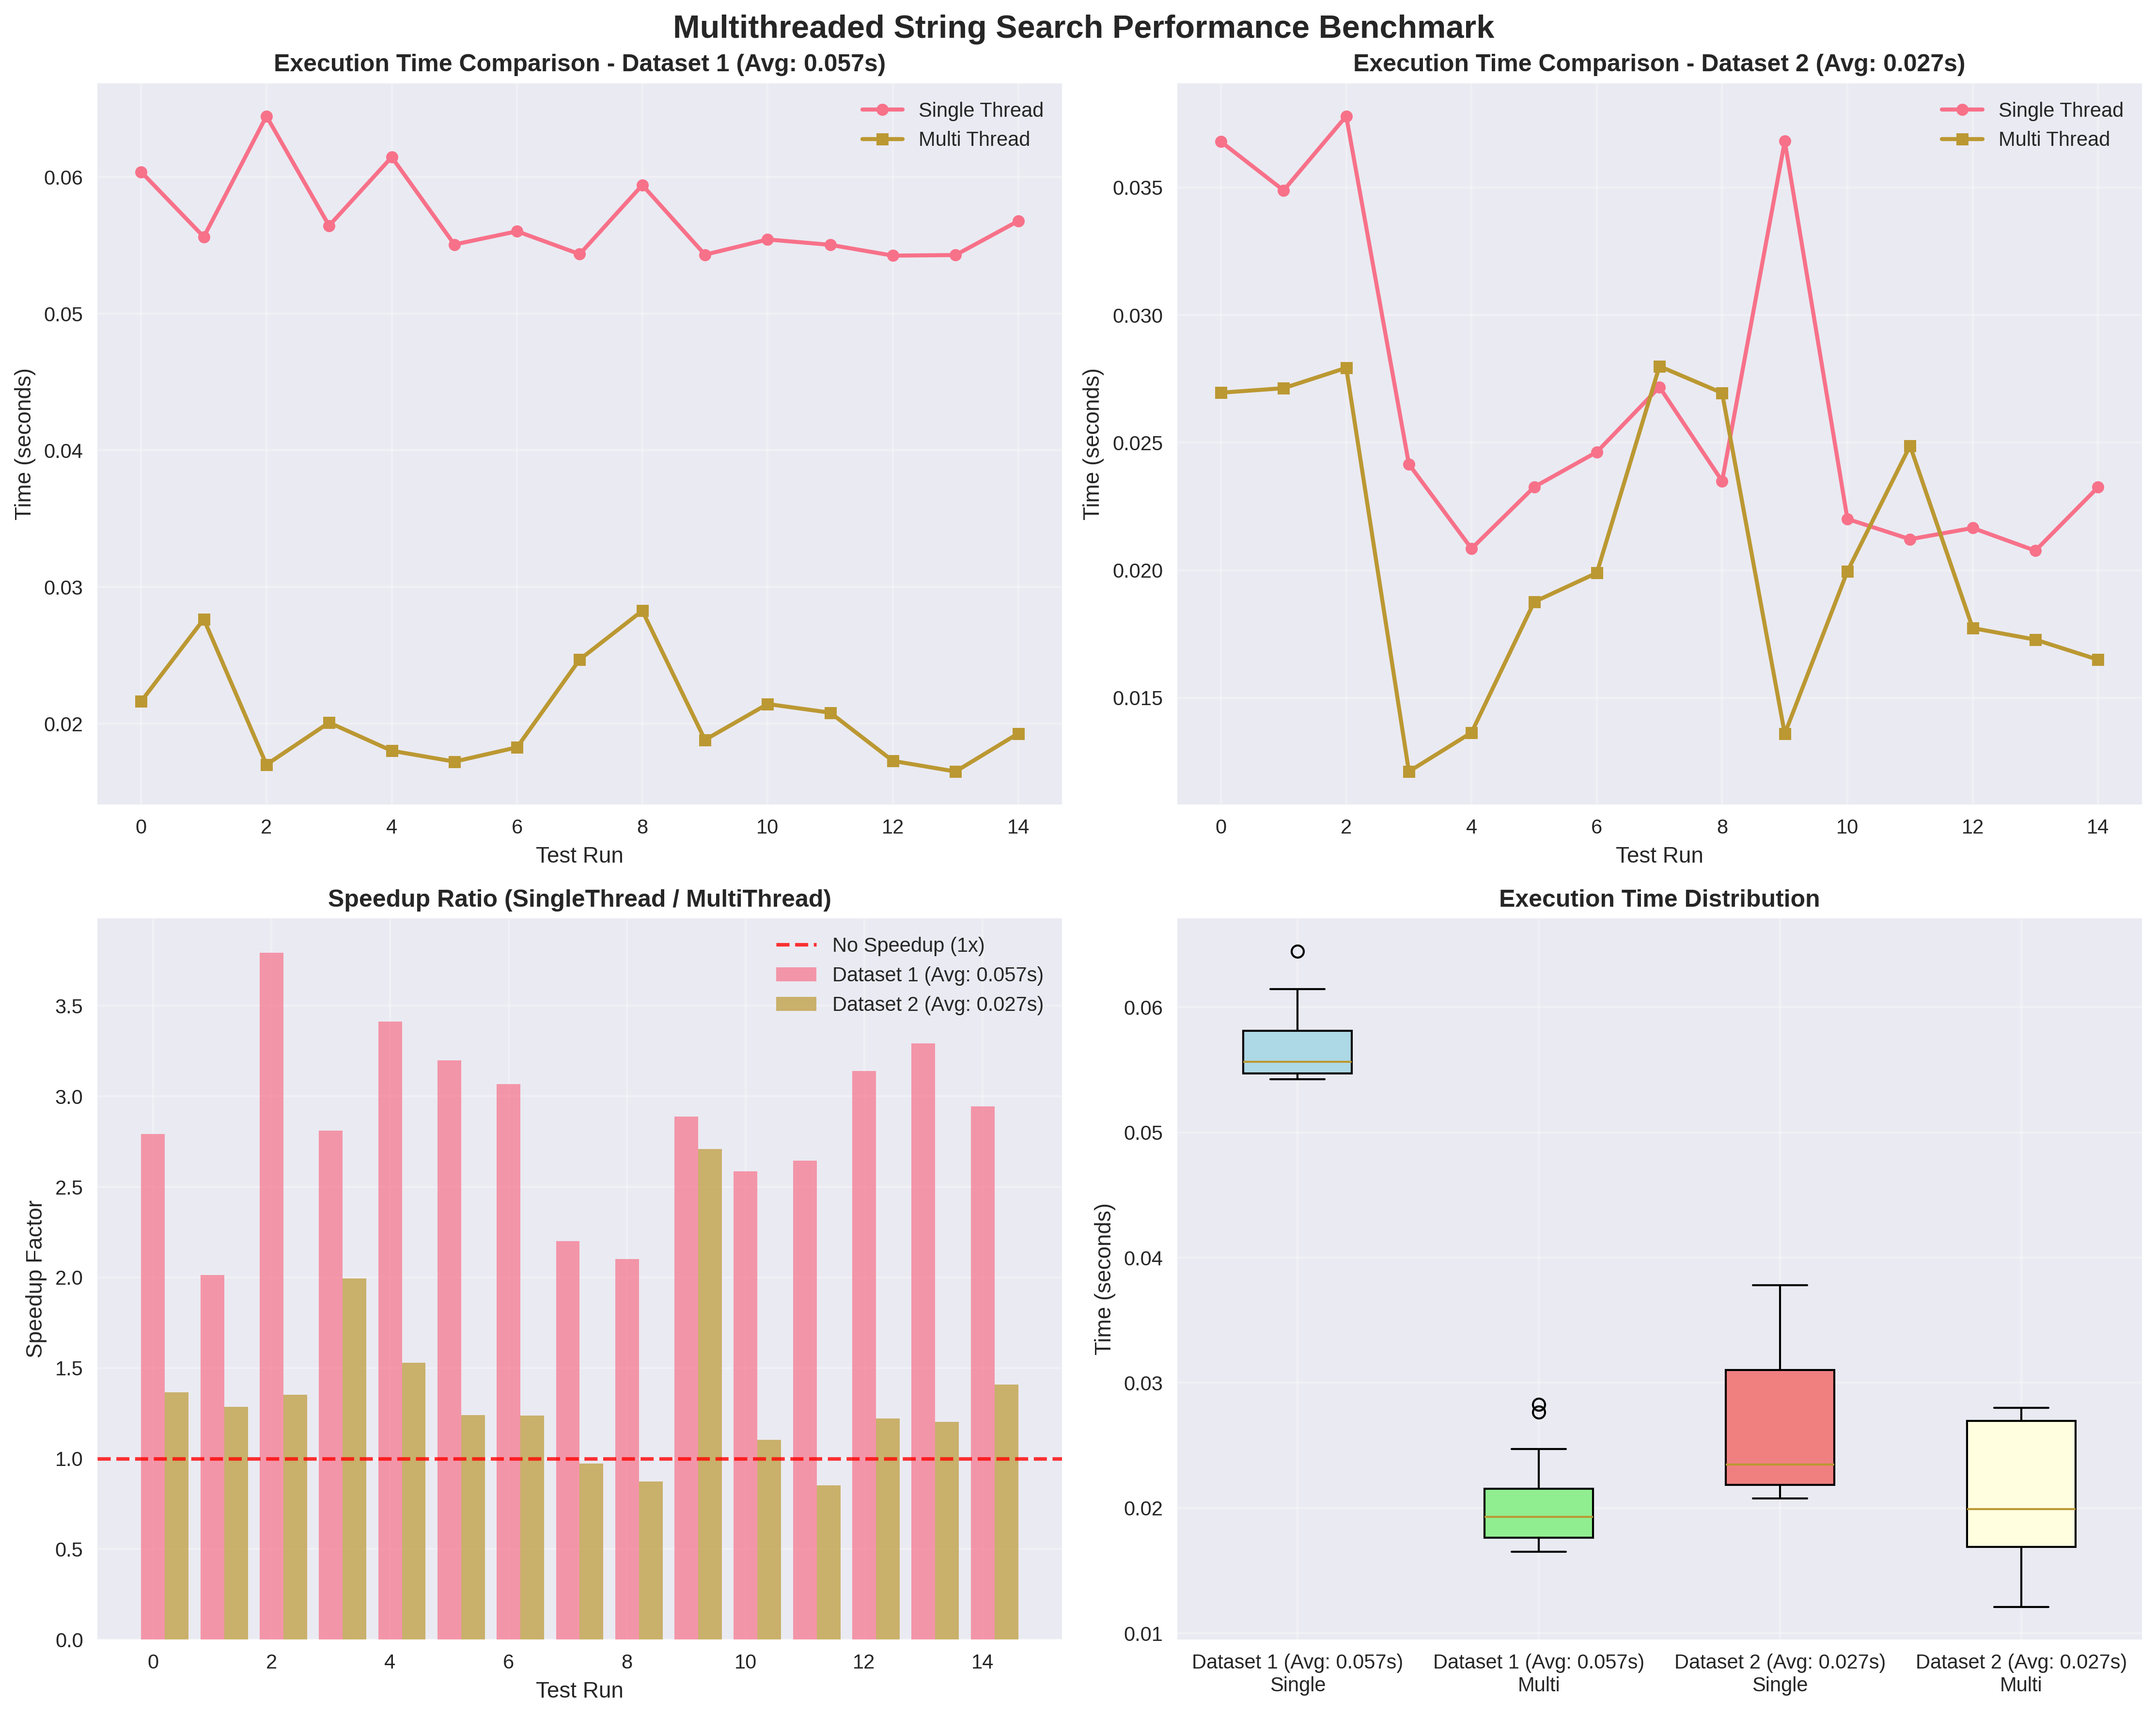 Multithreaded String Search Performance Benchmark
Execution Time Comparison - Dataset 1 (Avg: 0.057s)
Single Thread
Multi Thread
0.06
0.05
0.04
0.03
0.02
Time (seconds)
0 2 4 6 8 10 12 14
Test Run
Execution Time Comparison - Dataset 2 (Avg: 0.027s)
Single Thread
Multi Thread
0.035
0.030
0.025
0.020
0.015
Time (seconds)
0 2 4 6 8 10 12 14
Test Run
Speedup Ratio (SingleThread / MultiThread)
No Speedup (1x)
Dataset 1 (Avg: 0.057s)
Dataset 2 (Avg: 0.027s)
3.5
3.0
2.5
2.0
1.5
1.0
0.5
0.0
Speedup Factor
0 2 4 6 8 10 12 14
Test Run
Execution Time Distribution
0.06
0.05
0.04
0.03
0.02
0.01
Time (seconds)
Dataset 1 (Avg: 0.057s) Dataset 1 (Avg: 0.057s) Dataset 2 (Avg: 0.027s) Dataset 2 (Avg: 0.027s)
Single Multi Single Multi